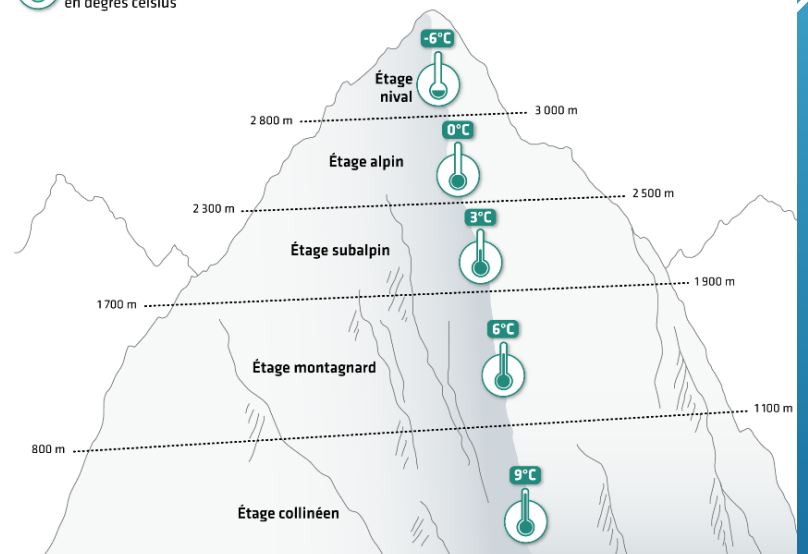 en degrés celsius
-6°C
Étage
nival
2 800 m
3 000 m
0°C
Étage alpin
2 300 m
2 500 m
3°C
Étage subalpin
1700 m
1 900 m
6°C
Étage montagnard
800 m
1100 m
9°C
Étage collinéen